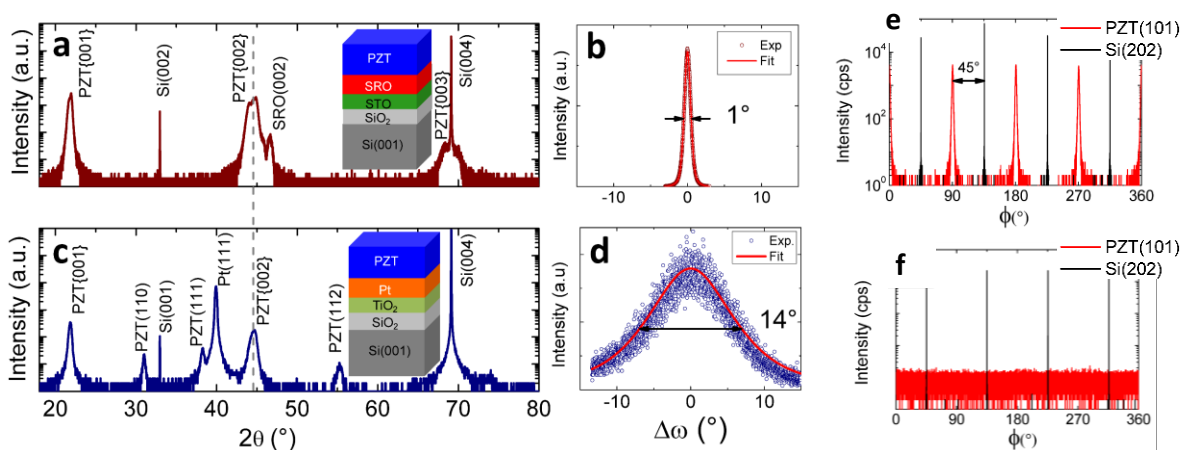 a
Intensity (a.u.)
PZT{001}
Si(002)
PZT{002}
SRO(002)
PZT{003}
Si(004)
PZT
SRO
STO
SiO2
Si(001)
b
Intensity (a.u.)
Exp
Fit
1°
-10 0 10
e
PZT(101)
Si(202)
Intensity (cps)
10^4
10^2
10^0
45°
0 90 180 270 360
ϕ(°)
c
Intensity (a.u.)
PZT{001}
PZT(110)
Si(001)
PZT(111)
Pt(111)
PZT{002}
PZT(112)
Si(004)
PZT
Pt
TiO2
SiO2
Si(001)
20 30 40 50 60 70 80
2θ (°)
d
Intensity (a.u)
Exp.
Fit
14°
-10 0 10
Δω (°)
f
PZT(101)
Si(202)
Intensity (cps)
0 90 180 270 360
ϕ(°)